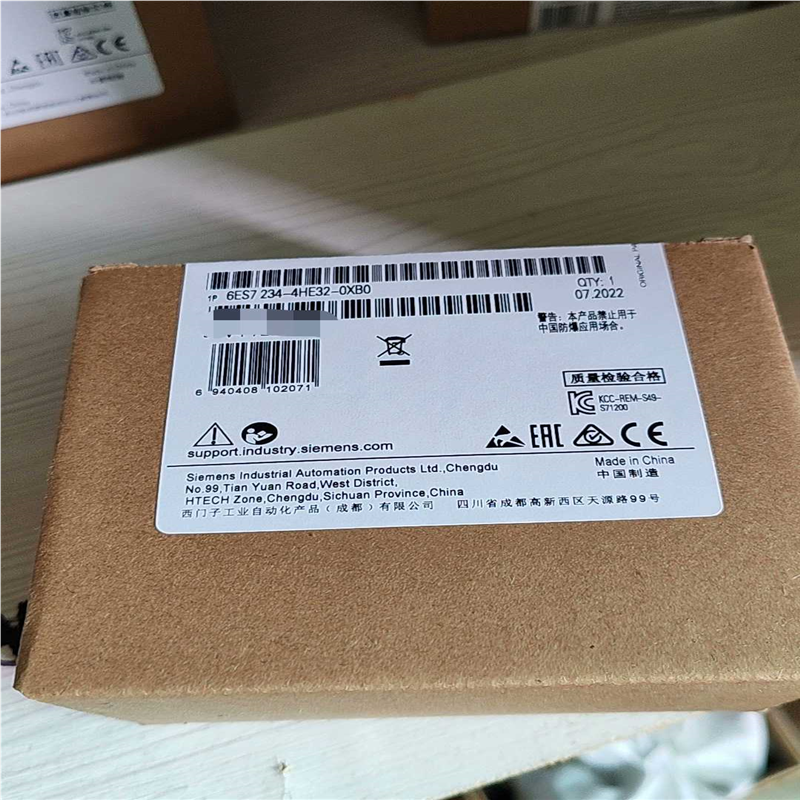 1P 6ES7 234-4HE32-0XB0
QTY: 1
07.2022
ORIGINAL
警告: 本产品禁止用于
中国防爆应用场合。
6 940408 102071
质量检验合格
KCC-REM-S49-
S71200
EAC
CE
support.industry.siemens.com
Siemens Industrial Automation Products Ltd.,Chengdu
No.99,Tian Yuan Road,West District,
HTECH Zone,Chengdu,Sichuan Province,China
Made in China
中国制造
西门子工业自动化产品（成都）有限公司 四川省成都高新西区天源路99号